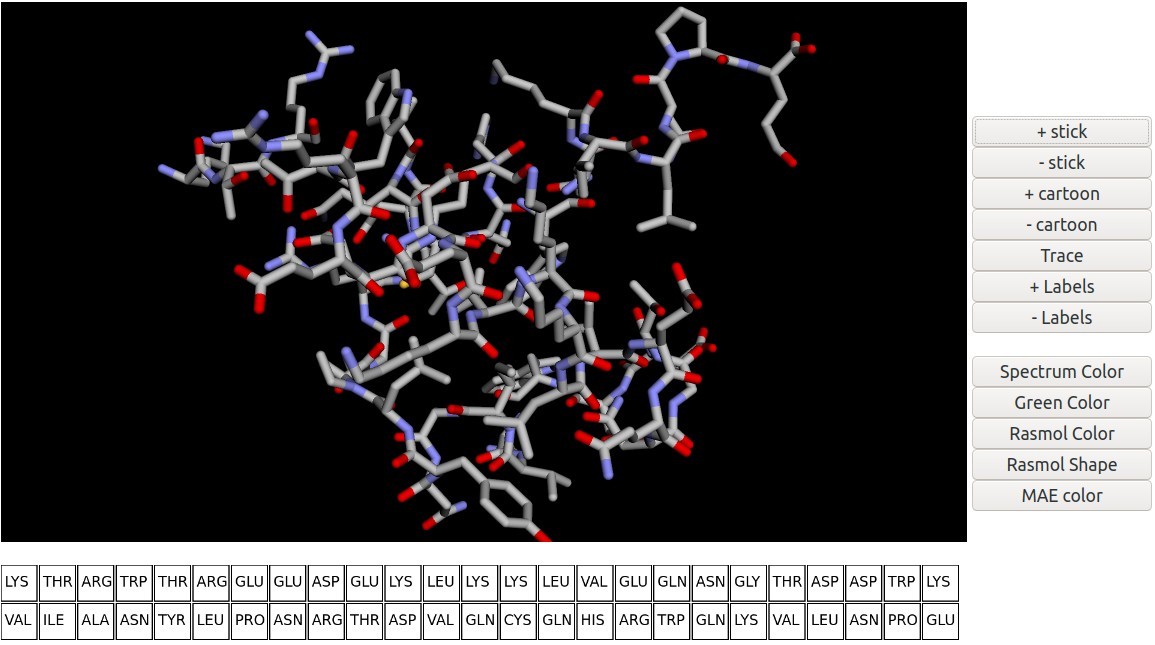 + stick
- stick
+ cartoon
- cartoon
Trace
+ Labels
- Labels
Spectrum Color
Green Color
Rasmol Color
Rasmol Shape
MAE color
LYS THR ARG TRP THR ARG GLU GLU ASP GLU LYS LEU LYS LYS LEU VAL GLU GLN ASN GLY THR ASP ASP TRP LYS
VAL ILE ALA ASN TYR LEU PRO ASN ARG THR ASP VAL GLN CYS GLN HIS ARG TRP GLN LYS VAL LEU ASN PRO GLU